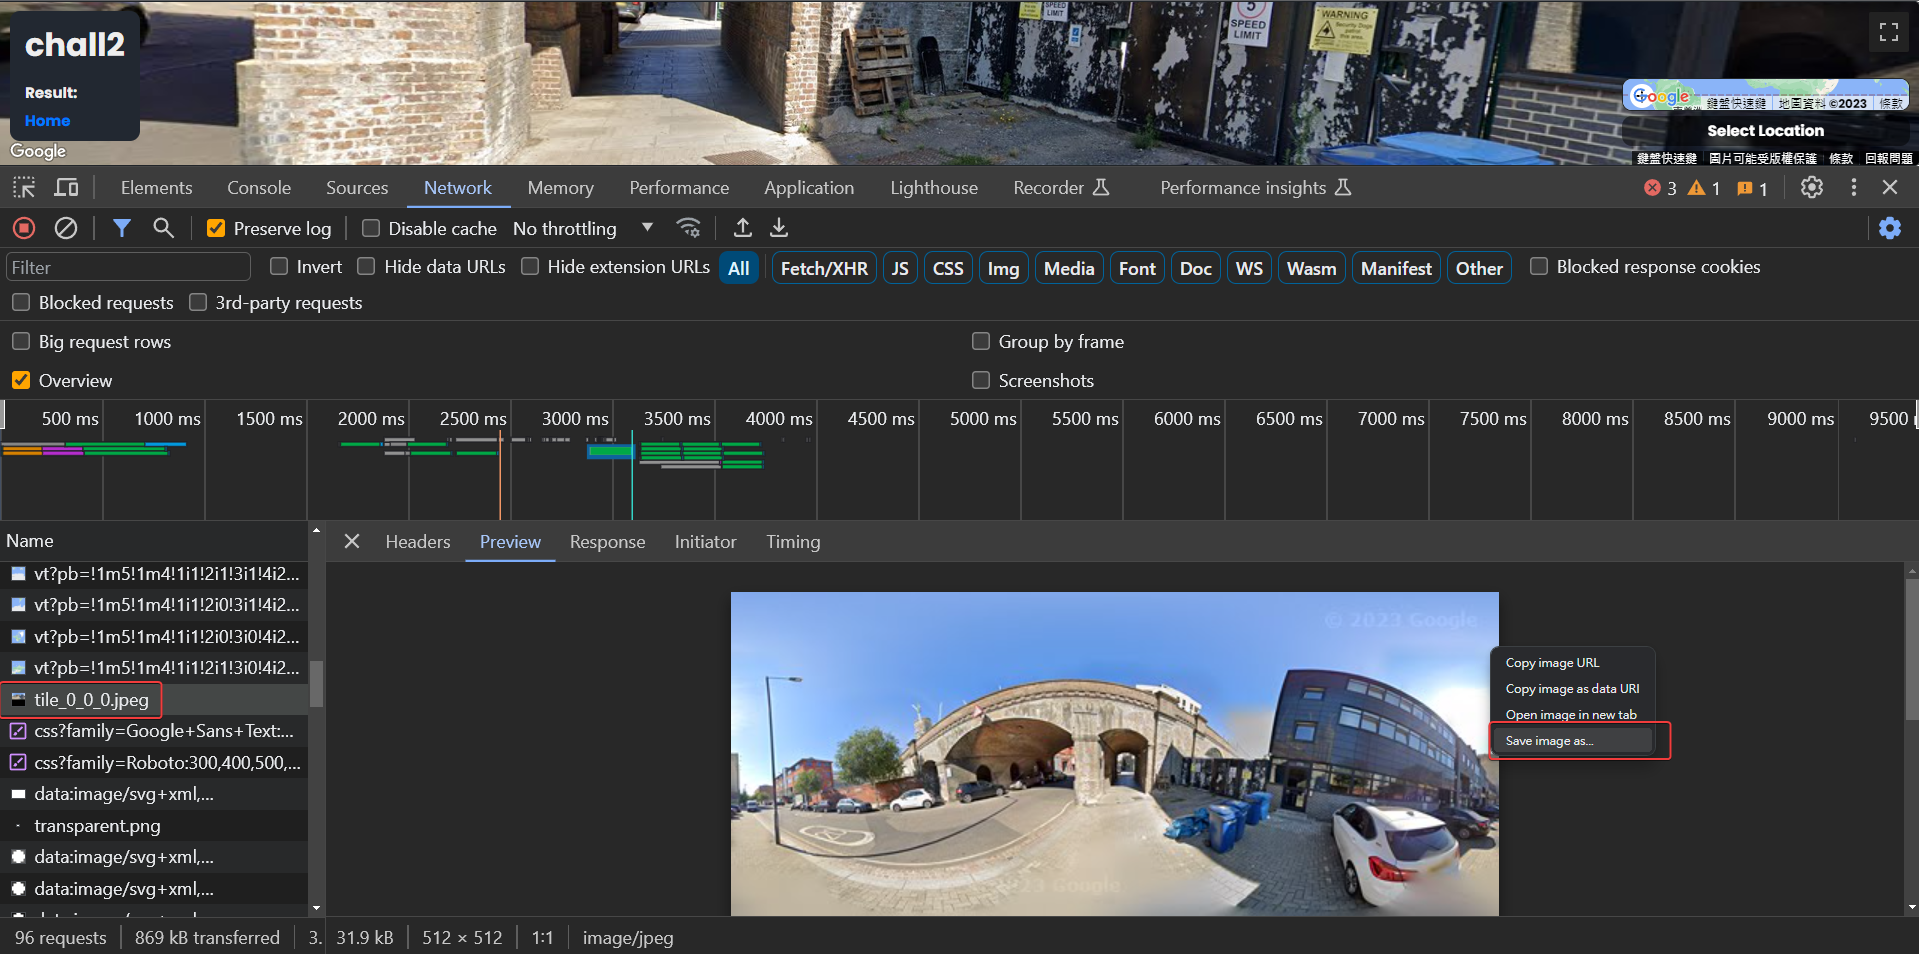 chall2
Result:
Home
Google
SPEED
LIMIT
5
SPEED
LIMIT
WARNING
Security Dogs
Google
鍵盤快速鍵
地圖資料 ©2023
條款
Select Location
鍵盤快速鍵
圖片可能受版權保護
條款
回報問題
Elements
Console
Sources
Network
Memory
Performance
Application
Lighthouse
Recorder
Performance insights
3
1
1
Preserve log
Disable cache
No throttling
Filter
Invert
Hide data URLs
Hide extension URLs
All
Fetch/XHR
JS
CSS
Img
Media
Font
Doc
WS
Wasm
Manifest
Other
Blocked response cookies
Blocked requests
3rd-party requests
Big request rows
Group by frame
Overview
Screenshots
500 ms
1000 ms
1500 ms
2000 ms
2500 ms
3000 ms
3500 ms
4000 ms
4500 ms
5000 ms
5500 ms
6000 ms
6500 ms
7000 ms
7500 ms
8000 ms
8500 ms
9000 ms
9500
Name
Headers
Preview
Response
Initiator
Timing
vt?pb=!1m5!1m4!1i1!2i1!3i1!4i2...
vt?pb=!1m5!1m4!1i1!2i0!3i1!4i2...
vt?pb=!1m5!1m4!1i1!2i0!3i0!4i2...
vt?pb=!1m5!1m4!1i1!2i1!3i0!4i2...
tile_0_0_0.jpeg
css?family=Google+Sans+Text:...
css?family=Roboto:300,400,500,...
data:image/svg+xml,...
transparent.png
data:image/svg+xml,...
data:image/svg+xml,...
© 2023 Google
Copy image URL
Copy image as data URI
Open image in new tab
Save image as...
2023 Google
96 requests
869 kB transferred
3.
31.9 kB
512 × 512
1:1
image/jpeg